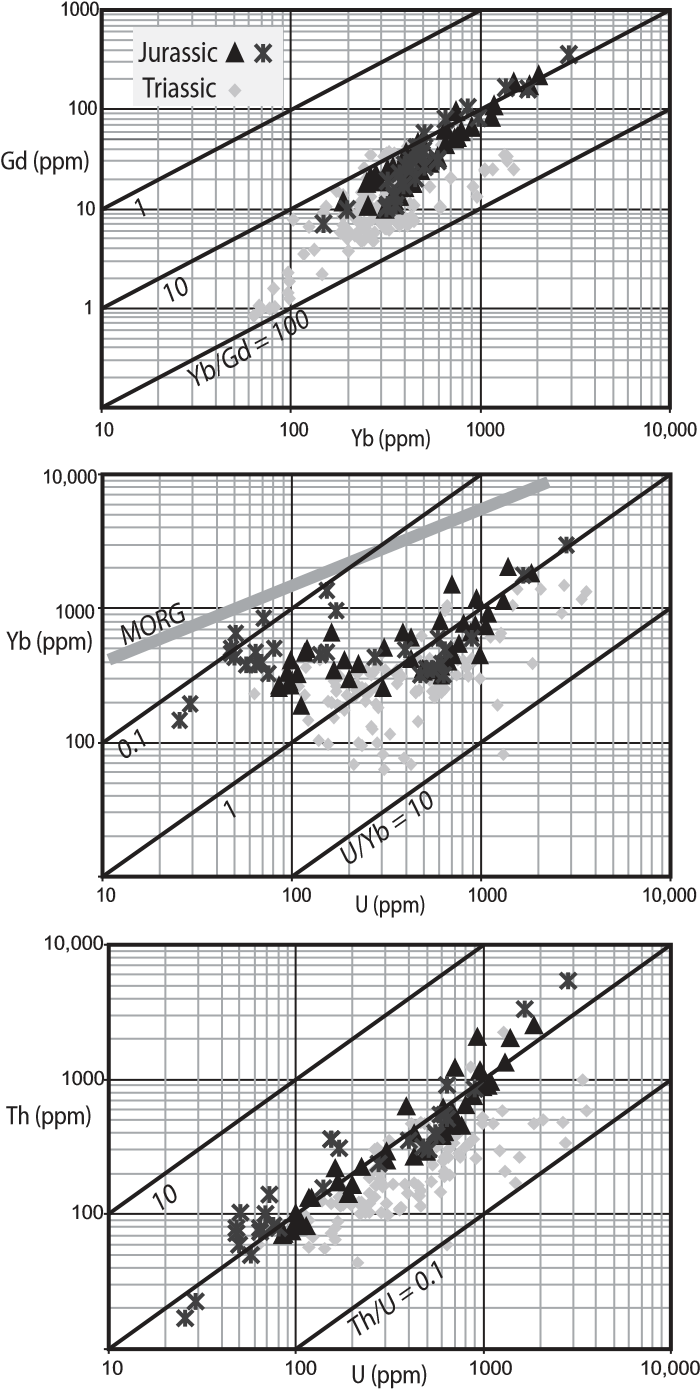 1000
Jurassic
Triassic
100
Gd (ppm)
10
1
1
10
Yb/Gd = 100
10
100
1000
10,000
Yb (ppm)
10,000
1000
MORG
Yb (ppm)
100
0.1
1
U/Yb = 10
10
100
1000
10,000
U (ppm)
10,000
1000
Th (ppm)
10
100
Th/U = 0.1
10
100
1000
10,000
U (ppm)